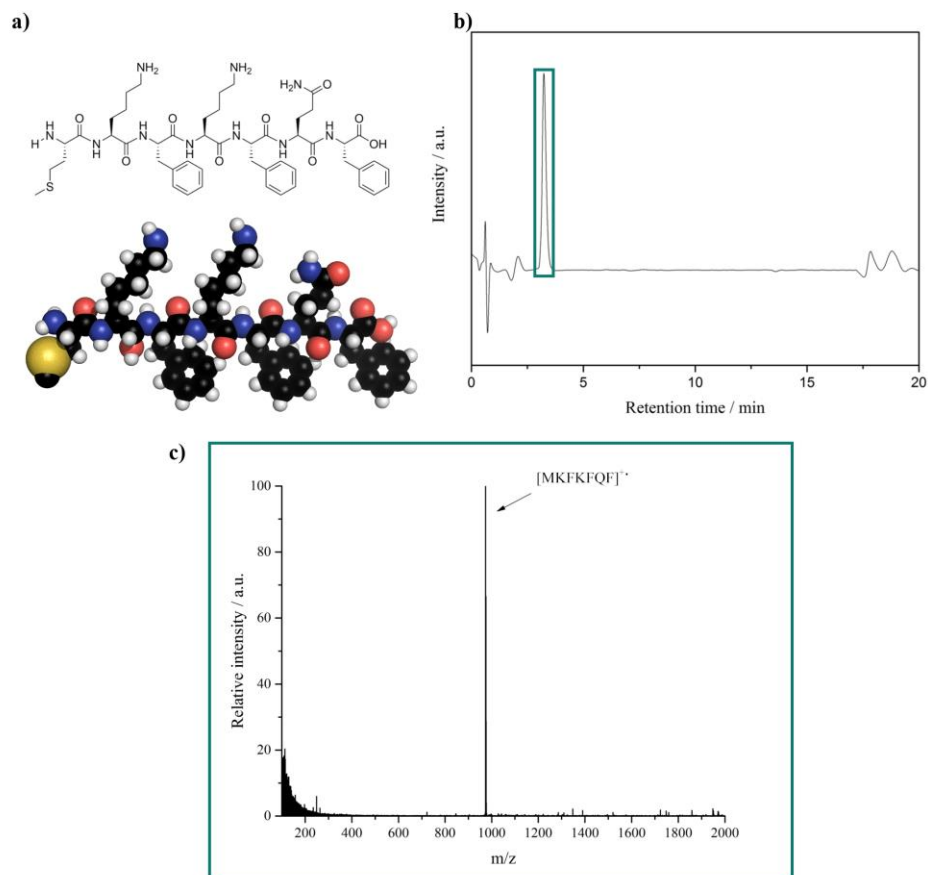 a)
NH₂
NH₂
H₂N
O
O
H
N
O
H
N
O
H
N
O
OH
H
N
H
N
H
O
N
H
O
N
H
O
S
b)
Intensity / a.u.
0
5
10
15
20
Retention time / min
c)
[MKFKFQF]⁺•
100
80
60
40
20
0
Relative intensity / a.u.
200
400
600
800
1000
1200
1400
1600
1800
2000
m/z